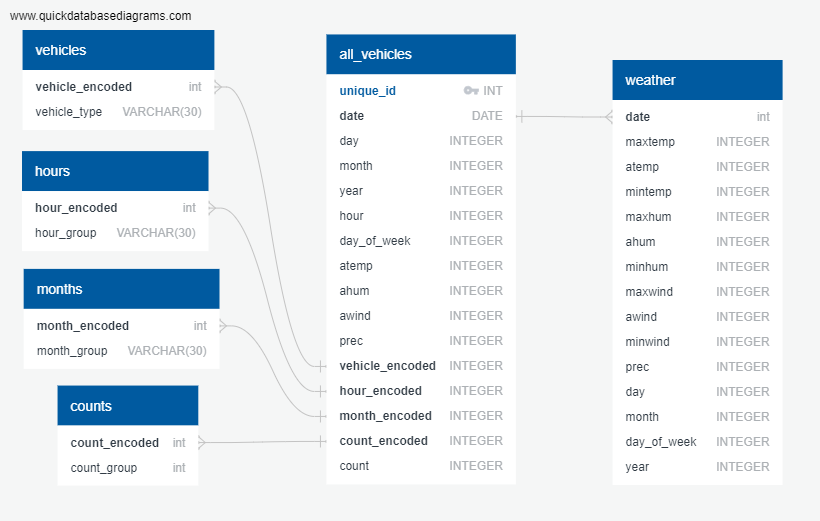 www.quickdatabasediagrams.com
vehicles
vehicle_encoded int
vehicle_type VARCHAR(30)
hours
hour_encoded int
hour_group VARCHAR(30)
months
month_encoded int
month_group VARCHAR(30)
counts
count_encoded int
count_group int
all_vehicles
unique_id INT
date DATE
day INTEGER
month INTEGER
year INTEGER
hour INTEGER
day_of_week INTEGER
atemp INTEGER
ahum INTEGER
awind INTEGER
prec INTEGER
vehicle_encoded INTEGER
hour_encoded INTEGER
month_encoded INTEGER
count_encoded INTEGER
count INTEGER
weather
date int
maxtemp INTEGER
atemp INTEGER
mintemp INTEGER
maxhum INTEGER
ahum INTEGER
minhum INTEGER
maxwind INTEGER
awind INTEGER
minwind INTEGER
prec INTEGER
day INTEGER
month INTEGER
day_of_week INTEGER
year INTEGER